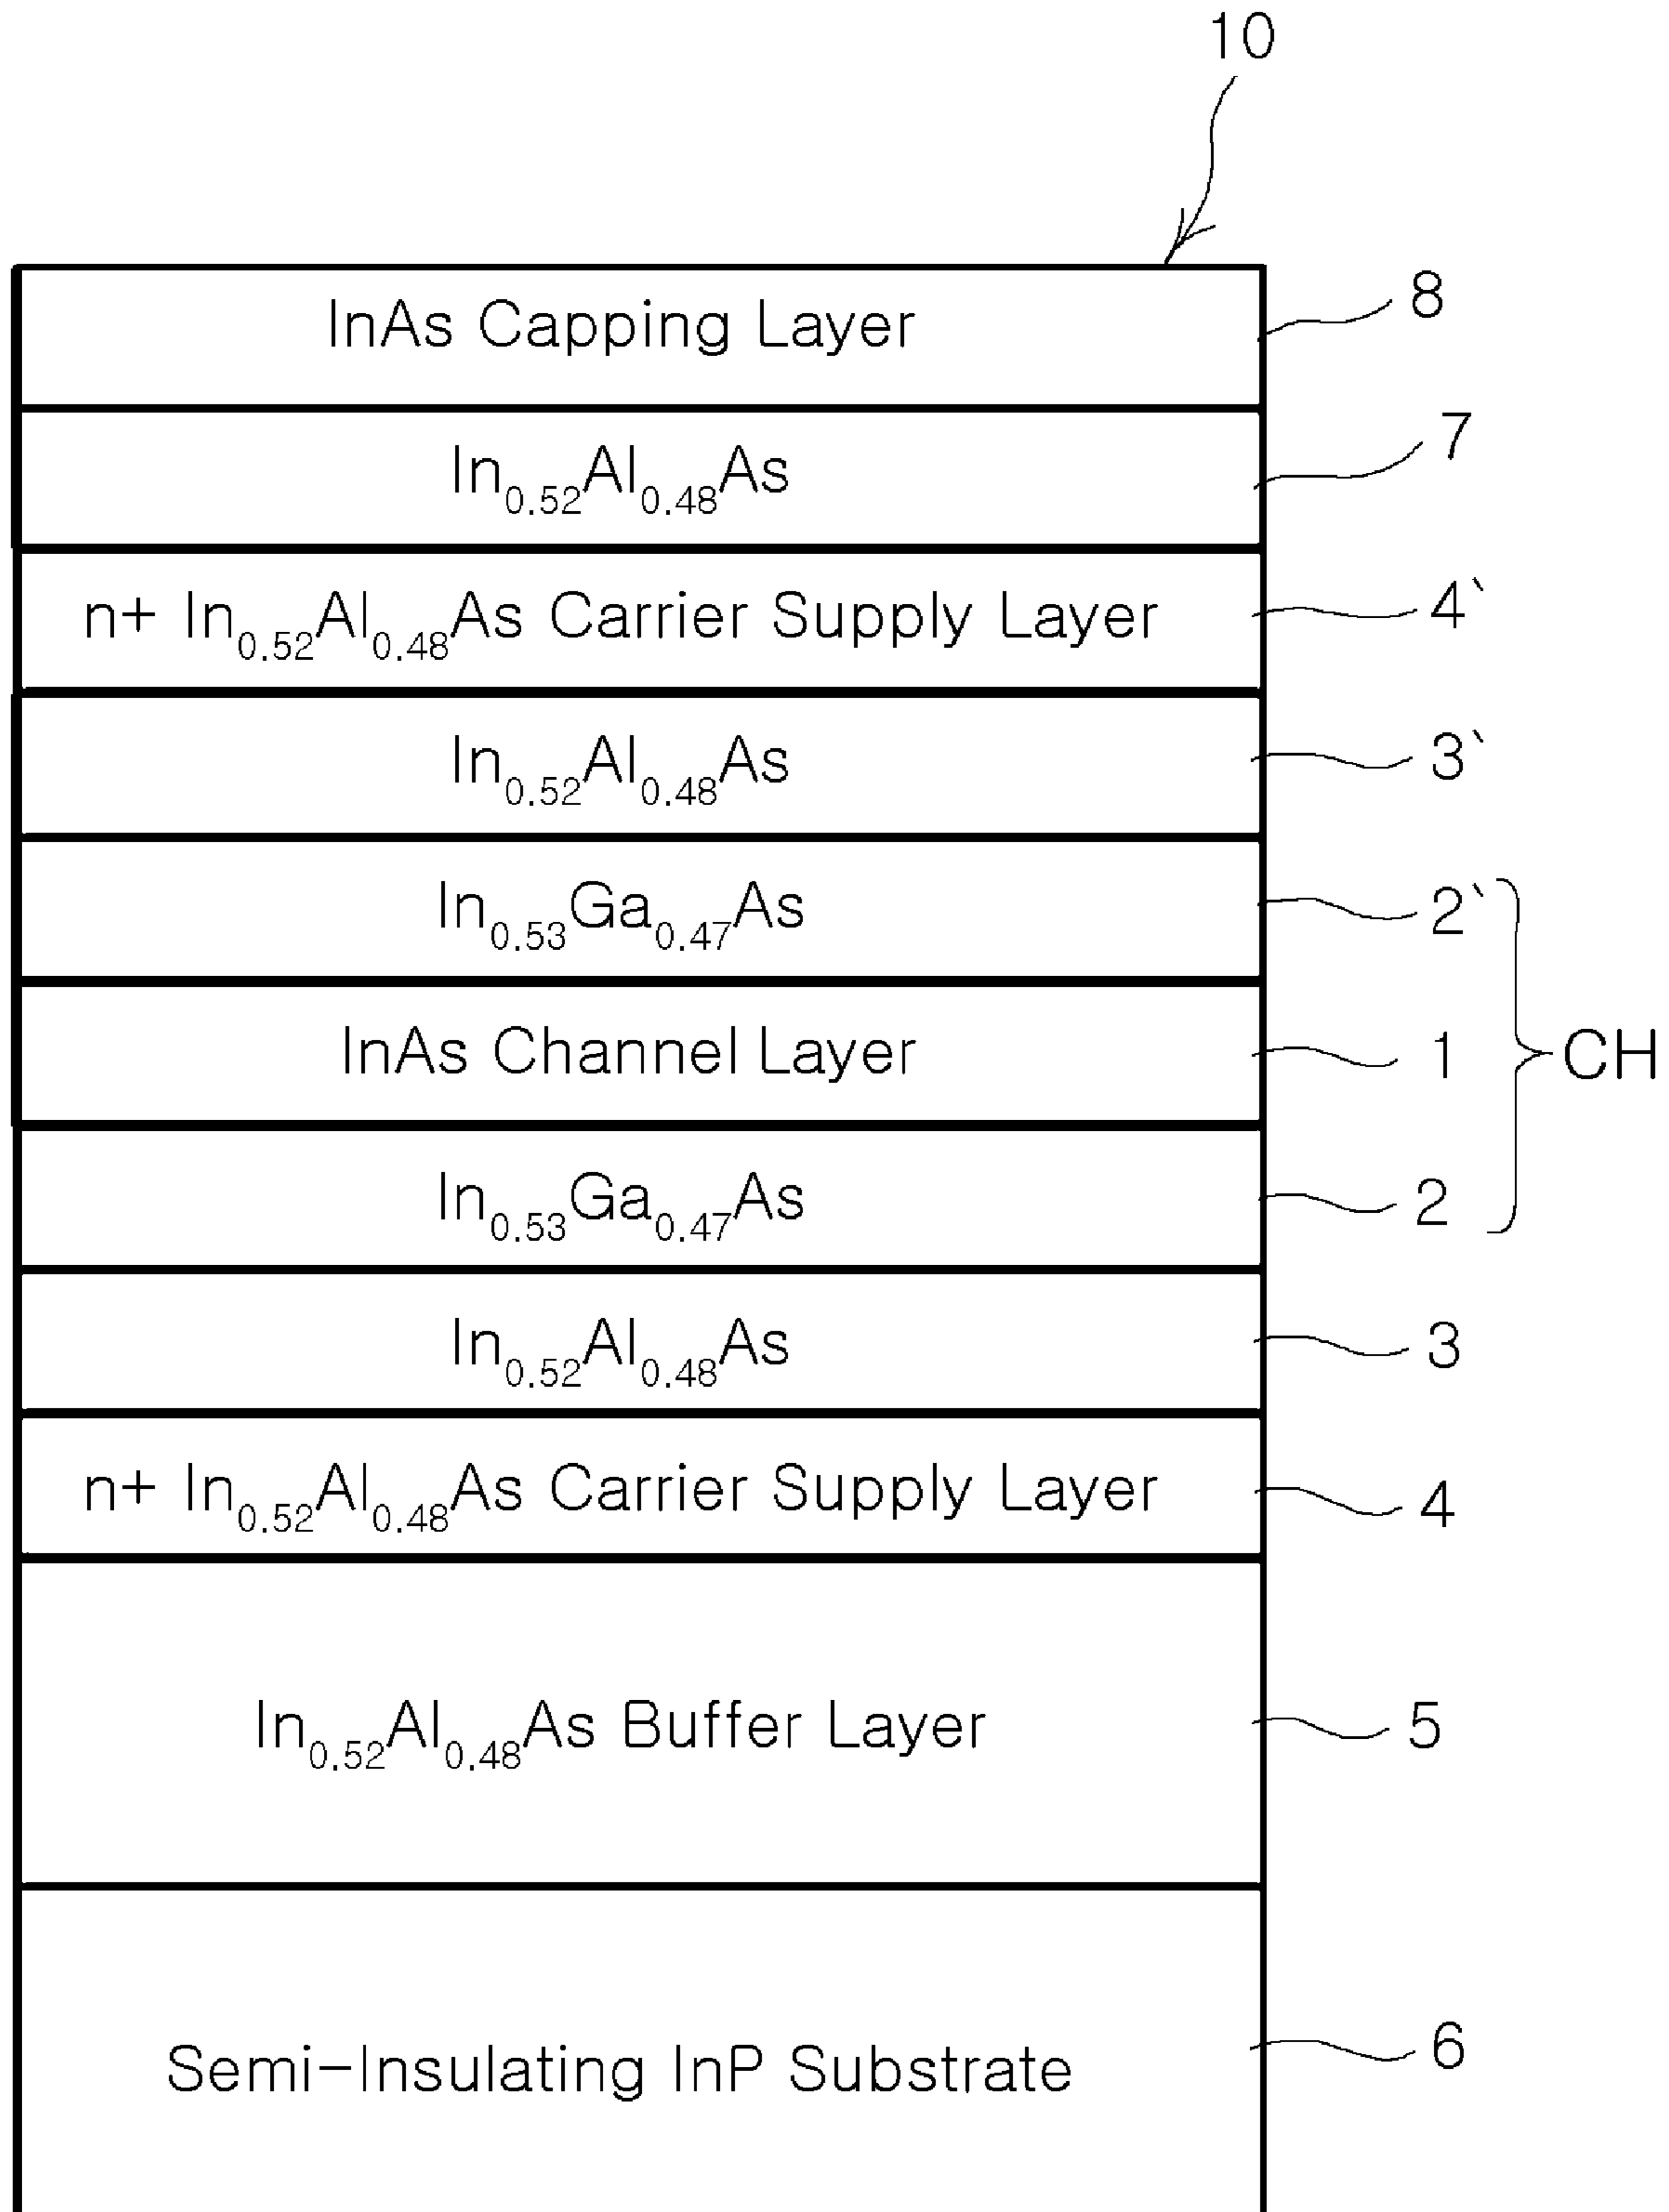 10
InAs Capping Layer 8
In0.52Al0.48As 7
n+ In0.52Al0.48As Carrier Supply Layer 4`
In0.52Al0.48As 3`
In0.53Ga0.47As 2`
InAs Channel Layer 1 CH
In0.53Ga0.47As 2
In0.52Al0.48As 3
n+ In0.52Al0.48As Carrier Supply Layer 4
In0.52Al0.48As Buffer Layer 5
Semi-Insulating InP Substrate 6